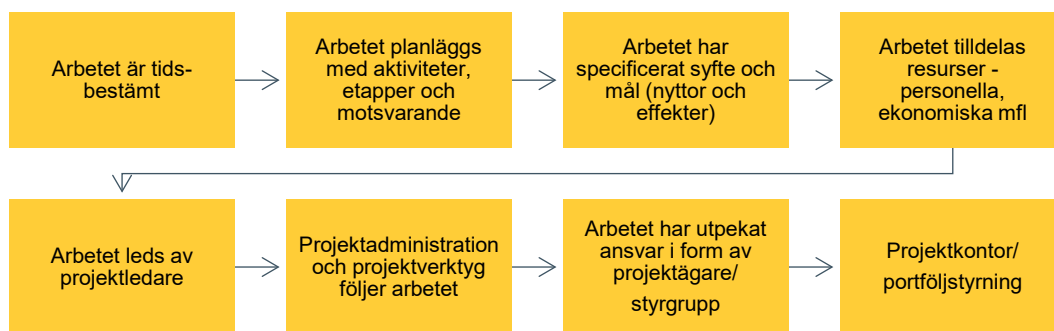 Arbetet är tids-
bestämt
Arbetet planläggs
med aktiviteter,
etapper och
motsvarande
Arbetet har
specificerat syfte och
mål (nyttor och
effekter)
Arbetet tilldelas
resurser -
personella,
ekonomiska mfl
Arbetet leds av
projektledare
Projektadministration
och projektverktyg
följer arbetet
Arbetet har utpekat
ansvar i form av
projektägare/
styrgrupp
Projektkontor/
portföljstyrning